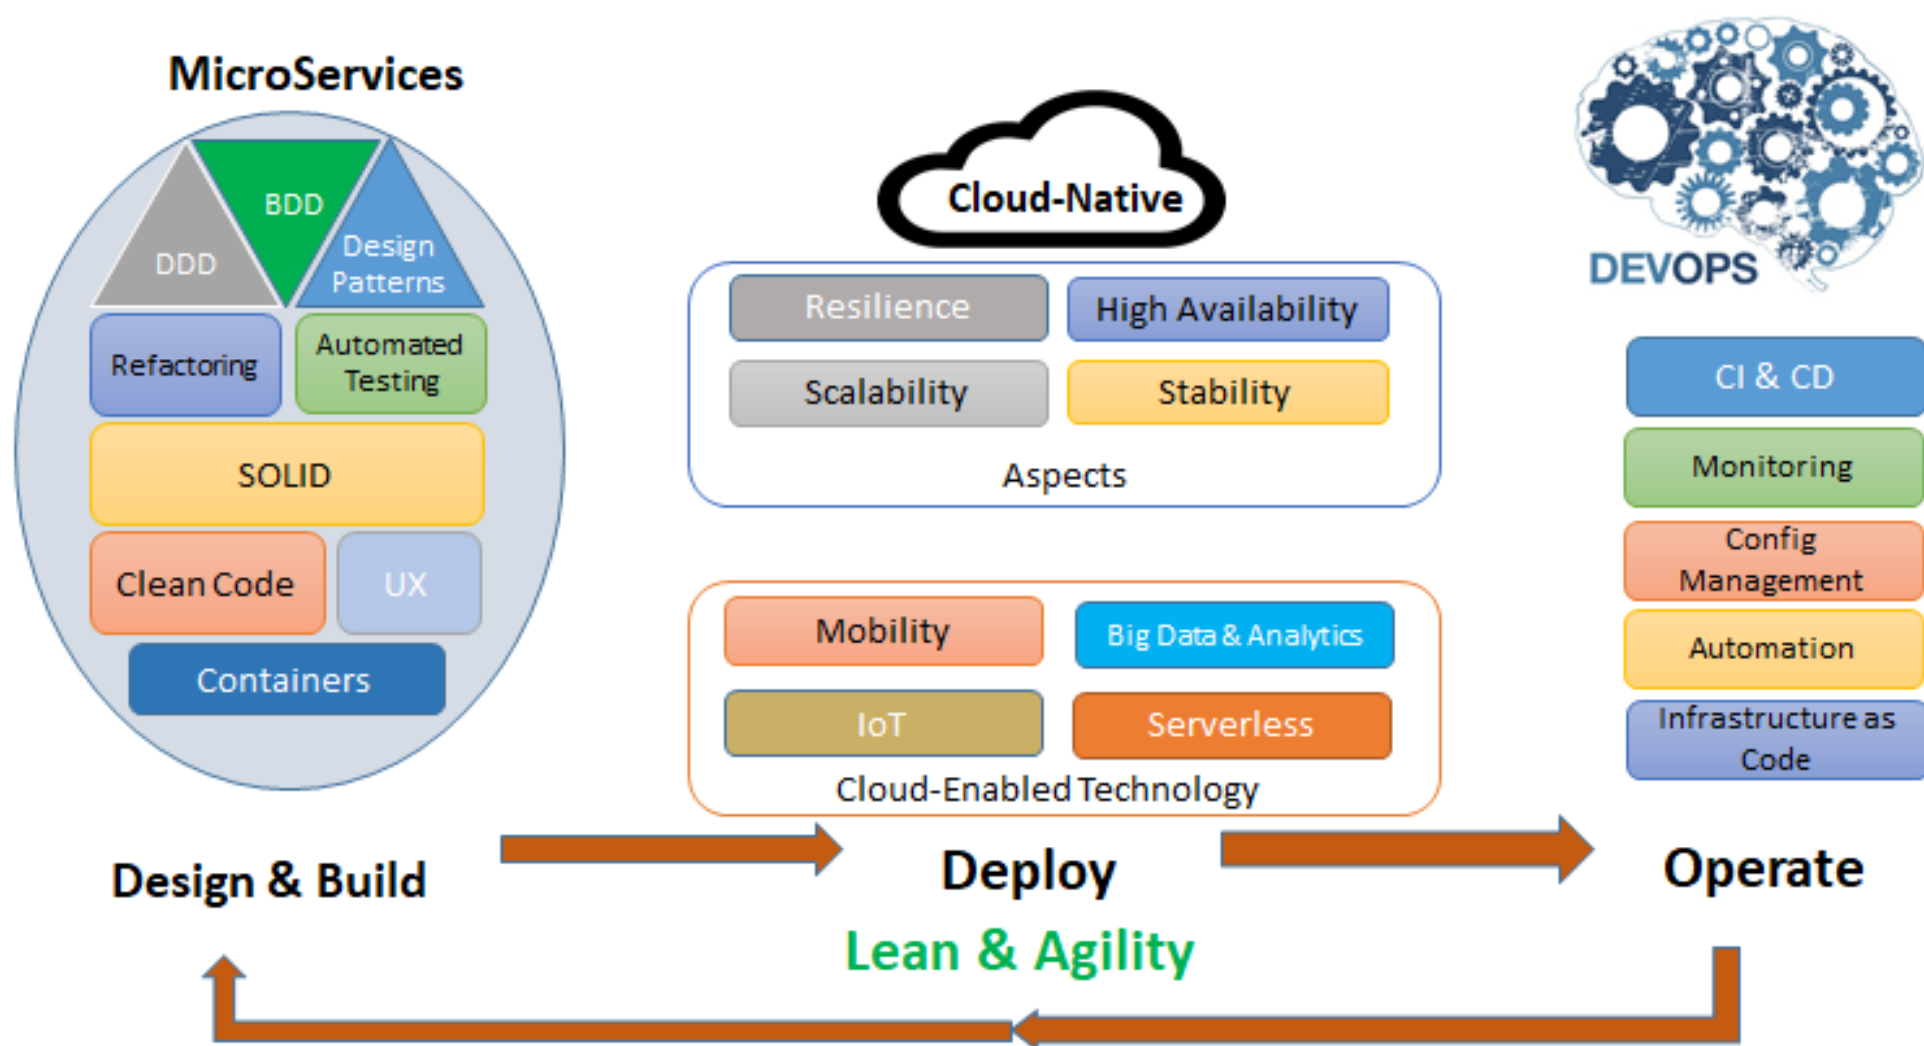 MicroServices
BDD
DDD
Design
Patterns
Refactoring
Automated
Testing
SOLID
Clean Code
UX
Containers
Design & Build
Cloud-Native
Resilience
High Availability
Scalability
Stability
Aspects
Mobility
Big Data & Analytics
IoT
Serverless
Cloud-Enabled Technology
Deploy
Lean & Agility
DEVOPS
CI & CD
Monitoring
Config
Management
Automation
Infrastructure as
Code
Operate